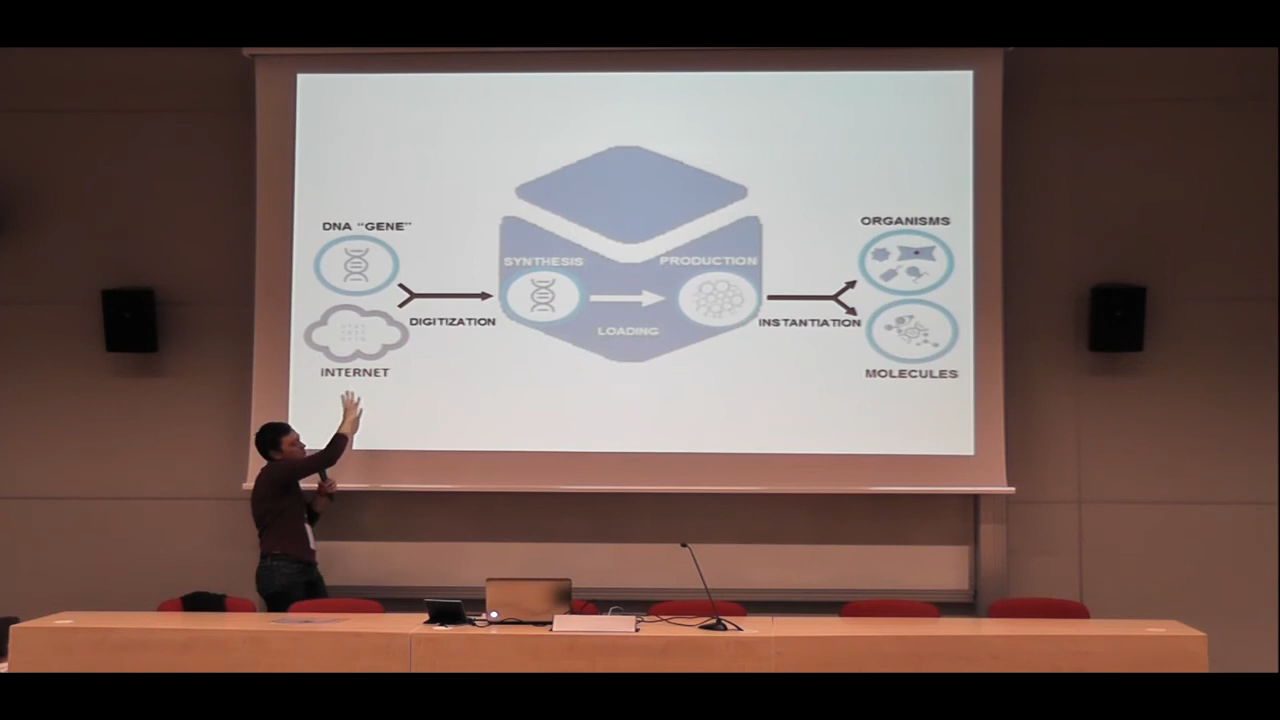 DNA "GENE"
INTERNET
DIGITIZATION
SYNTHESIS
LOADING
PRODUCTION
INSTANTIATION
ORGANISMS
MOLECULES